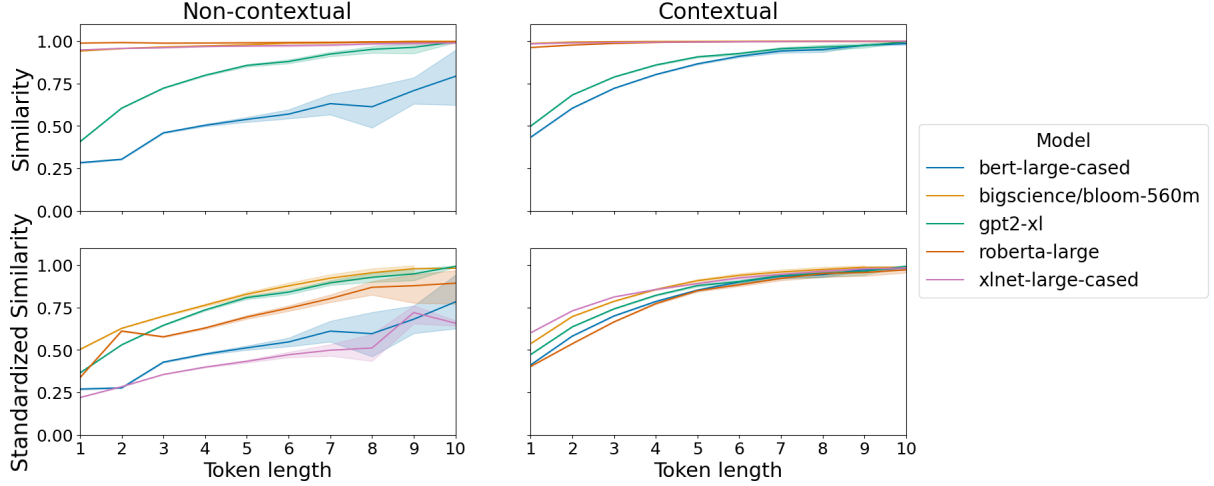 Non-contextual
Contextual
Similarity
1.00
0.75
0.50
0.25
0.00
Standardized Similarity
1.00
0.75
0.50
0.25
0.00
1 2 3 4 5 6 7 8 9 10
Token length
1 2 3 4 5 6 7 8 9 10
Token length
Model
bert-large-cased
bigscience/bloom-560m
gpt2-xl
roberta-large
xlnet-large-cased